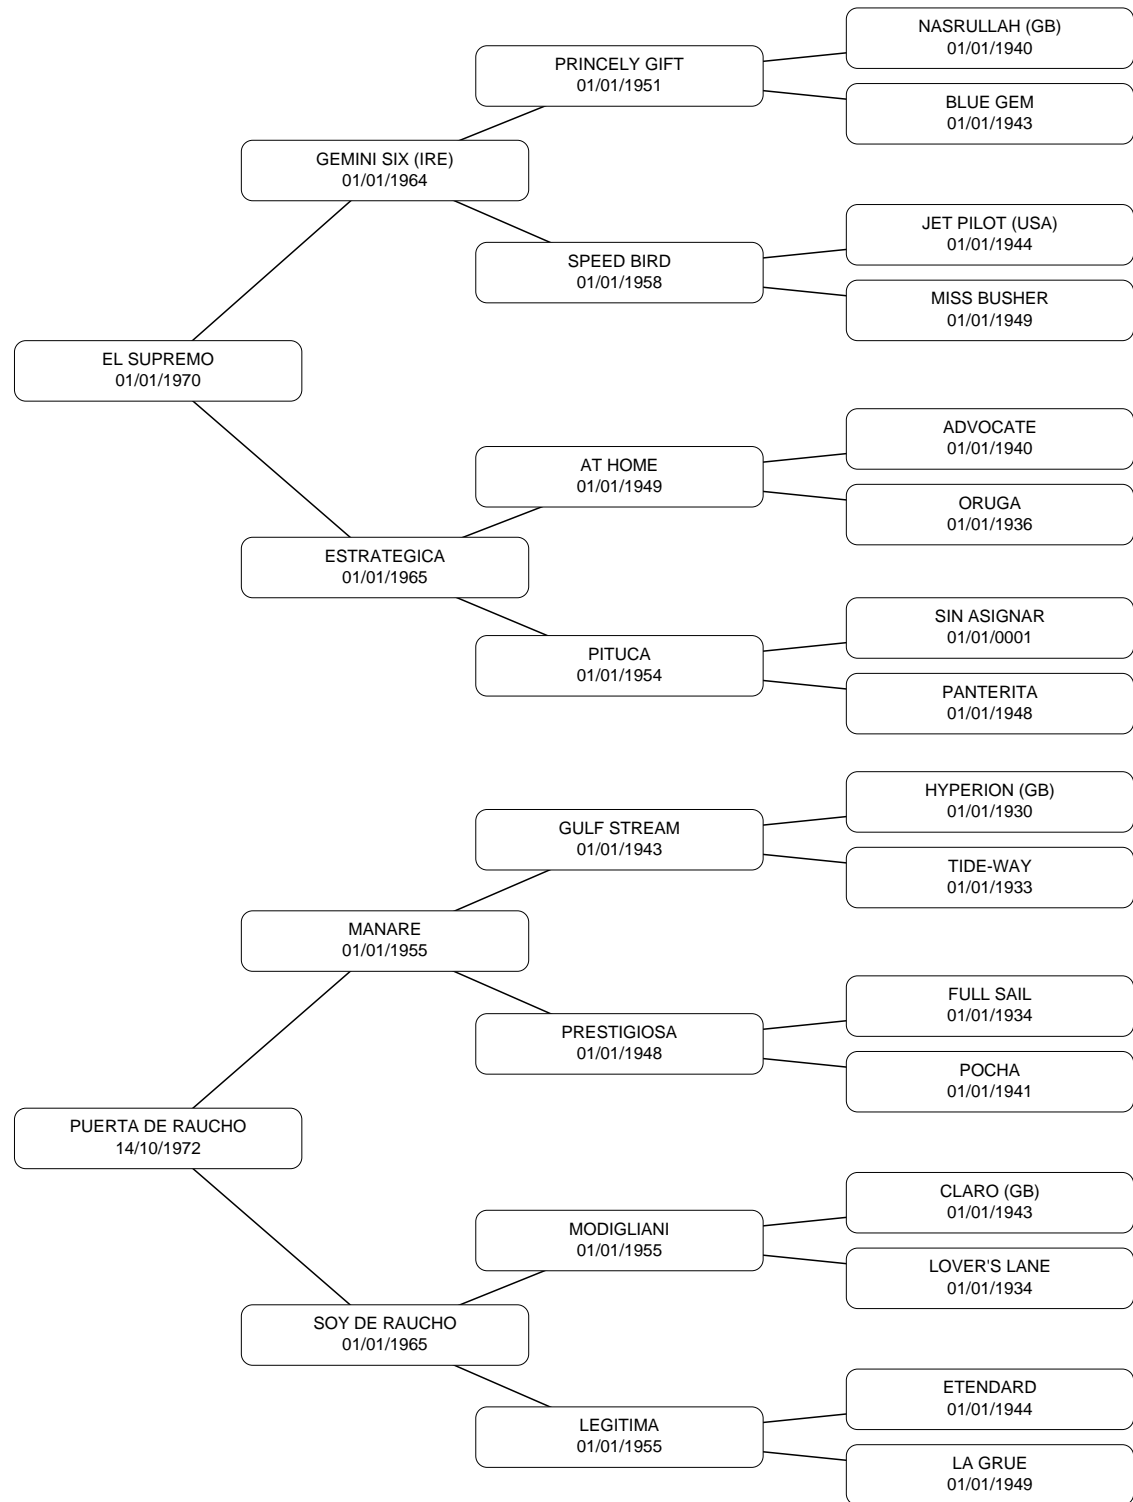 NASRULLAH (GB)
01/01/1940
PRINCELY GIFT
01/01/1951
BLUE GEM
01/01/1943
GEMINI SIX (IRE)
01/01/1964
JET PILOT (USA)
01/01/1944
SPEED BIRD
01/01/1958
MISS BUSHER
01/01/1949
EL SUPREMO
01/01/1970
ADVOCATE
01/01/1940
AT HOME
01/01/1949
ORUGA
01/01/1936
ESTRATEGICA
01/01/1965
SIN ASIGNAR
01/01/0001
PITUCA
01/01/1954
PANTERITA
01/01/1948
HYPERION (GB)
01/01/1930
GULF STREAM
01/01/1943
TIDE-WAY
01/01/1933
MANARE
01/01/1955
FULL SAIL
01/01/1934
PRESTIGIOSA
01/01/1948
POCHA
01/01/1941
PUERTA DE RAUCHO
14/10/1972
CLARO (GB)
01/01/1943
MODIGLIANI
01/01/1955
LOVER'S LANE
01/01/1934
SOY DE RAUCHO
01/01/1965
ETENDARD
01/01/1944
LEGITIMA
01/01/1955
LA GRUE
01/01/1949